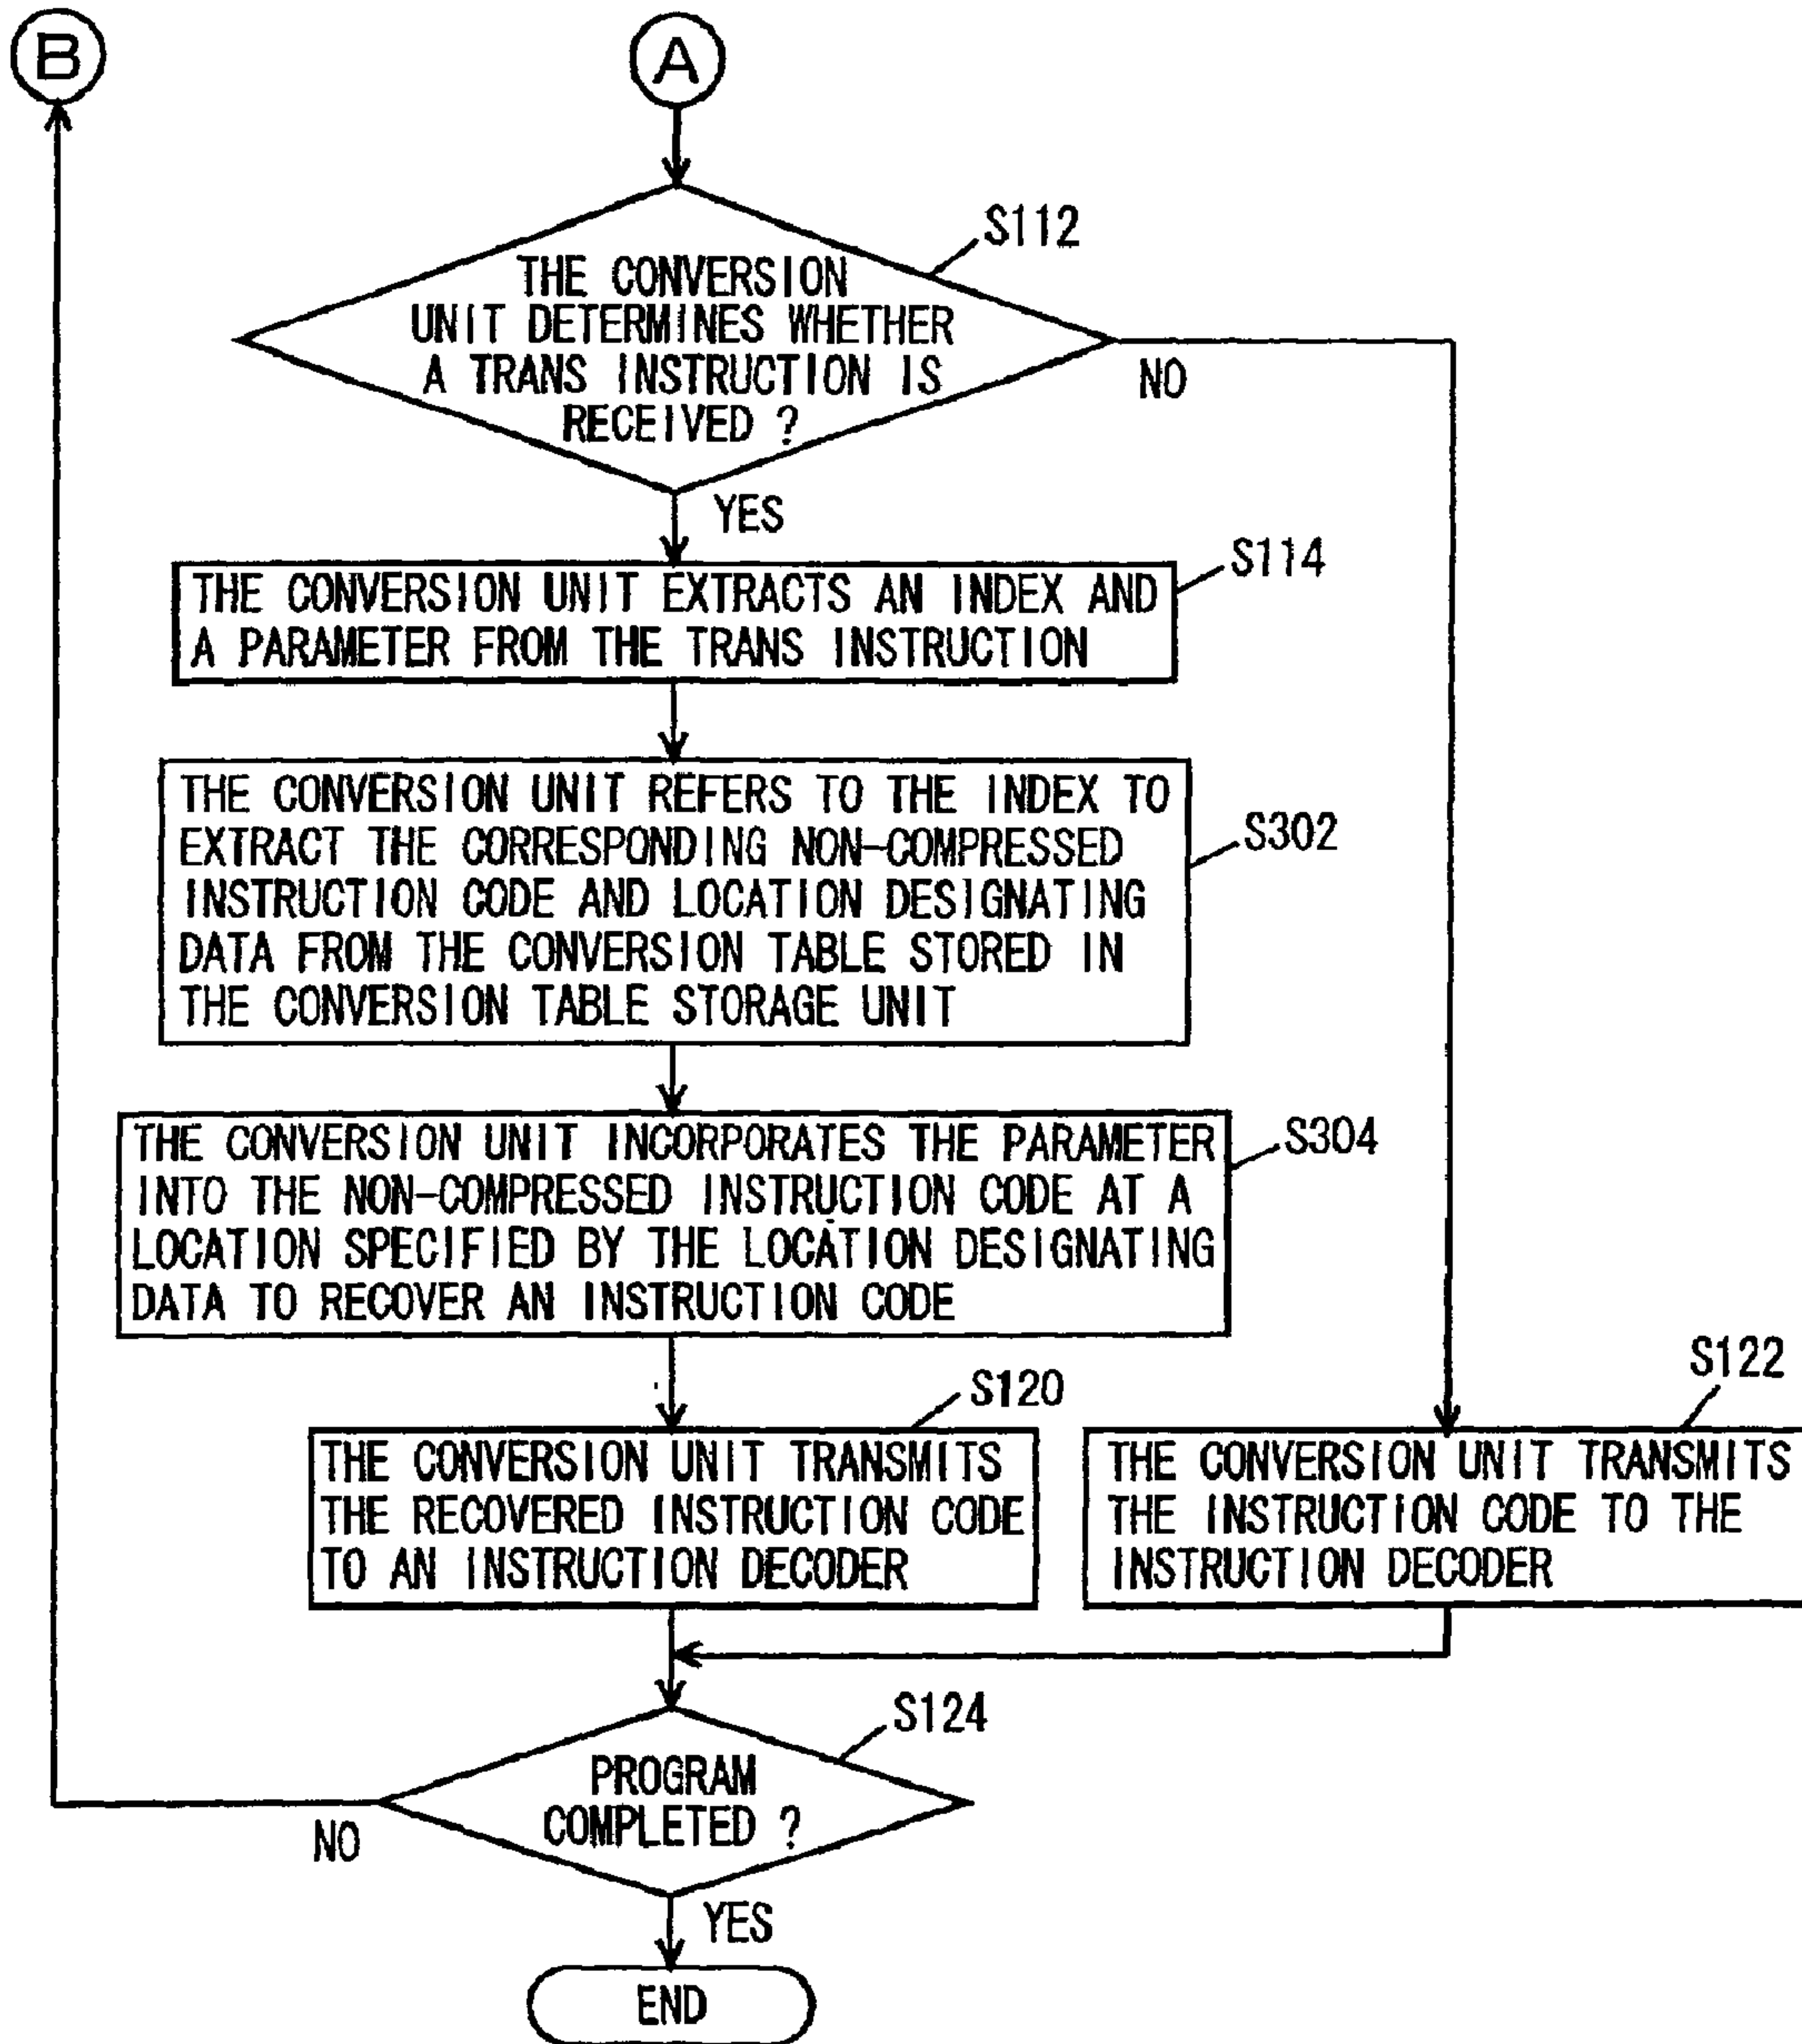 B
A
S112
THE CONVERSION
UNIT DETERMINES WHETHER
A TRANS INSTRUCTION IS
RECEIVED ?
NO
YES
S114
THE CONVERSION UNIT EXTRACTS AN INDEX AND
A PARAMETER FROM THE TRANS INSTRUCTION
THE CONVERSION UNIT REFERS TO THE INDEX TO
EXTRACT THE CORRESPONDING NON-COMPRESSED
INSTRUCTION CODE AND LOCATION DESIGNATING
DATA FROM THE CONVERSION TABLE STORED IN
THE CONVERSION TABLE STORAGE UNIT
S302
THE CONVERSION UNIT INCORPORATES THE PARAMETER
INTO THE NON-COMPRESSED INSTRUCTION CODE AT A
LOCATION SPECIFIED BY THE LOCATION DESIGNATING
DATA TO RECOVER AN INSTRUCTION CODE
S304
S120
THE CONVERSION UNIT TRANSMITS
THE RECOVERED INSTRUCTION CODE
TO AN INSTRUCTION DECODER
S122
THE CONVERSION UNIT TRANSMITS
THE INSTRUCTION CODE TO THE
INSTRUCTION DECODER
S124
PROGRAM
COMPLETED ?
NO
YES
END